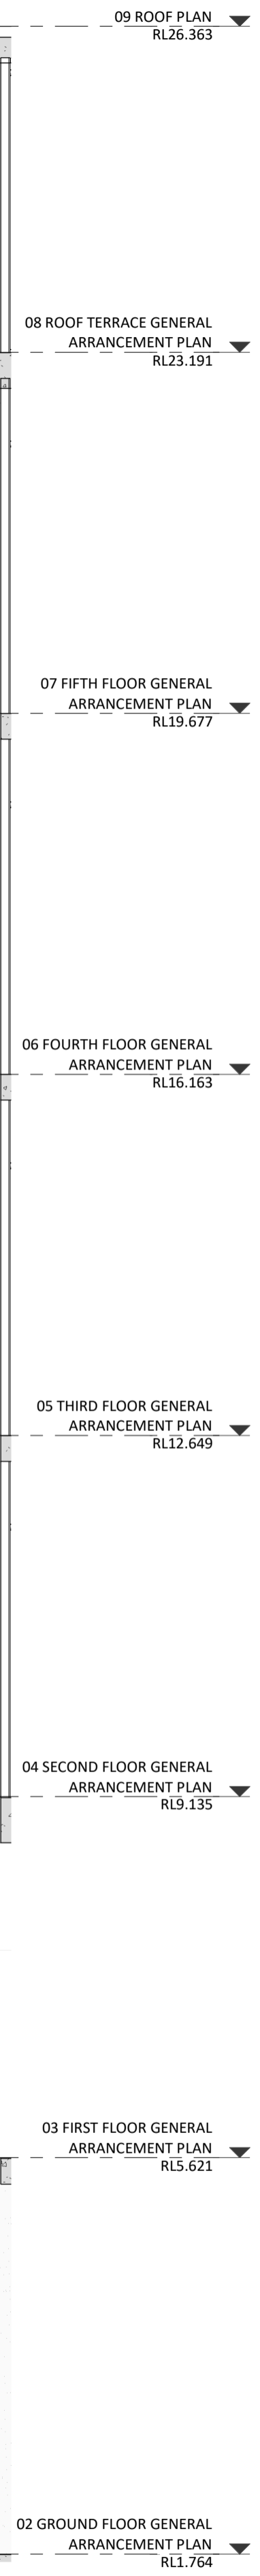 09 ROOF PLAN
RL26.363
08 ROOF TERRACE GENERAL
ARRANCEMENT PLAN
RL23.191
07 FIFTH FLOOR GENERAL
ARRANCEMENT PLAN
RL19.677
06 FOURTH FLOOR GENERAL
ARRANCEMENT PLAN
RL16.163
05 THIRD FLOOR GENERAL
ARRANCEMENT PLAN
RL12.649
04 SECOND FLOOR GENERAL
ARRANCEMENT PLAN
RL9.135
03 FIRST FLOOR GENERAL
ARRANCEMENT PLAN
RL5.621
02 GROUND FLOOR GENERAL
ARRANCEMENT PLAN
RL1.764